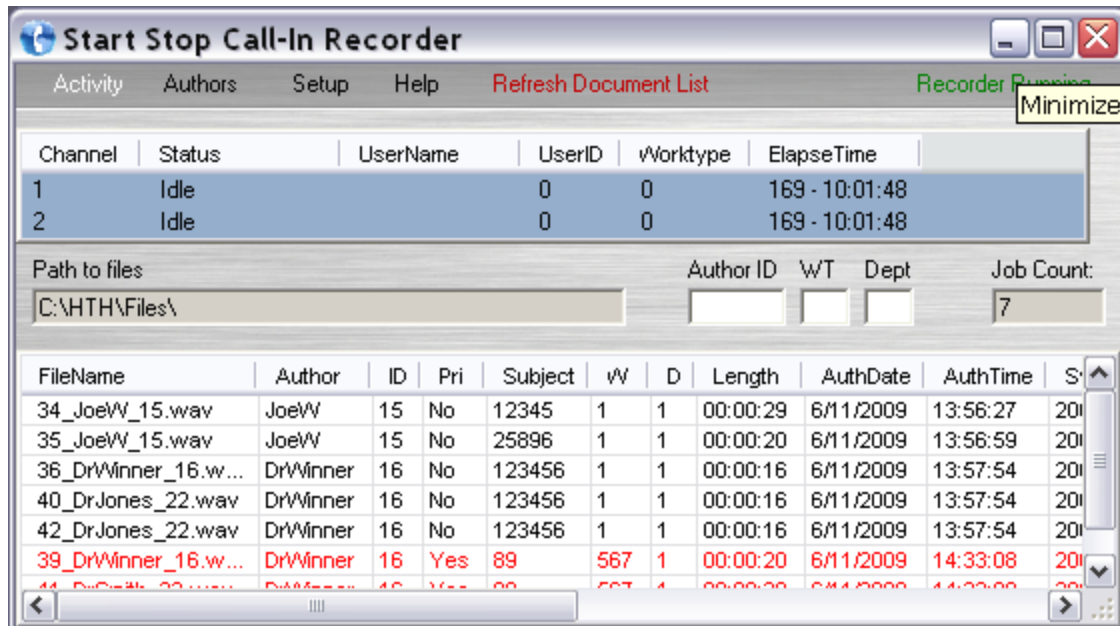 Start Stop Call-In Recorder
Activity Authors Setup Help Refresh Document List Recorder
Minimize
Channel Status UserName UserID Worktype ElapseTime
1 Idle 0 0 169 - 10:01:48
2 Idle 0 0 169 - 10:01:48
Path to files Author ID WT Dept Job Count:
C:\HTH\Files\ 7
FileName Author ID Pri Subject W D Length AuthDate AuthTime
34_JoeW_15.wav JoeW 15 No 12345 1 1 00:00:29 6/11/2009 13:56:27
35_JoeW_15.wav JoeW 15 No 25896 1 1 00:00:20 6/11/2009 13:56:59
36_DrWinner_16.w... DrWinner 16 No 123456 1 1 00:00:16 6/11/2009 13:57:54
40_DrJones_22.wav DrWinner 16 No 123456 1 1 00:00:16 6/11/2009 13:57:54
42_DrJones_22.wav DrWinner 16 No 123456 1 1 00:00:16 6/11/2009 13:57:54
39_DrWinner_16.w... DrWinner 16 Yes 89 567 1 00:00:20 6/11/2009 14:33:08